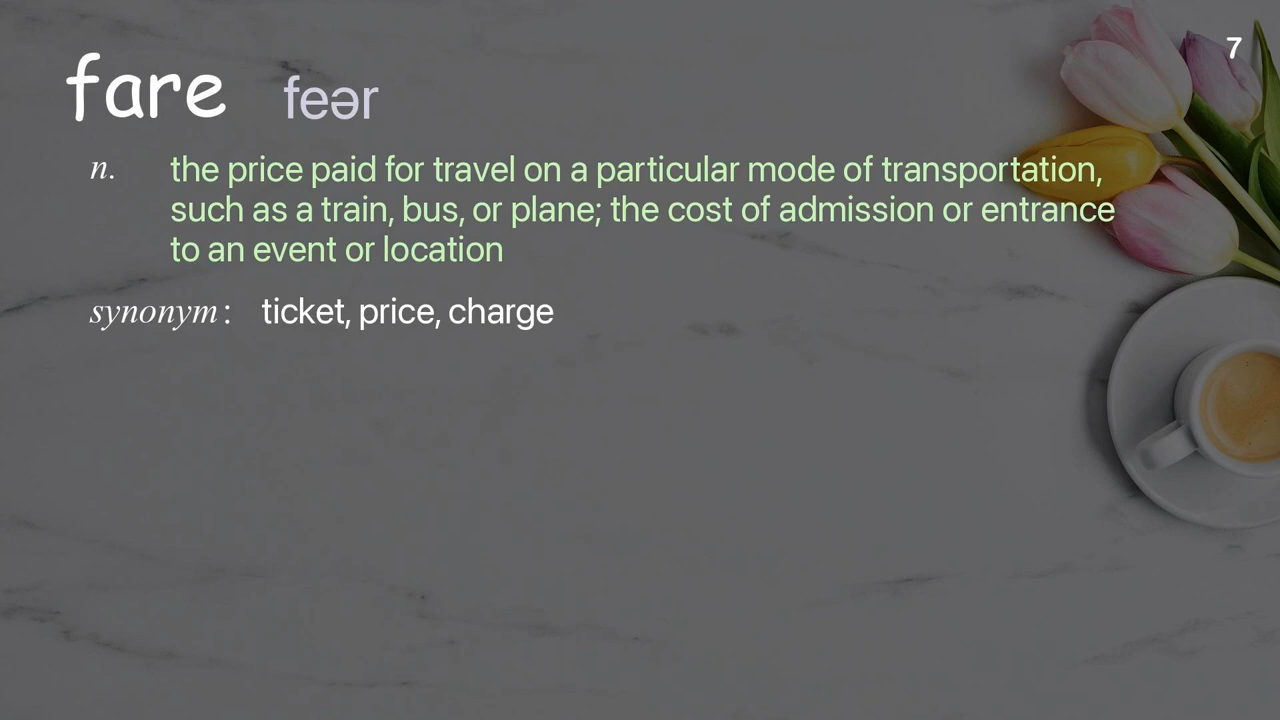 7
fare feər
n. the price paid for travel on a particular mode of transportation,
such as a train, bus, or plane; the cost of admission or entrance
to an event or location
synonym: ticket, price, charge